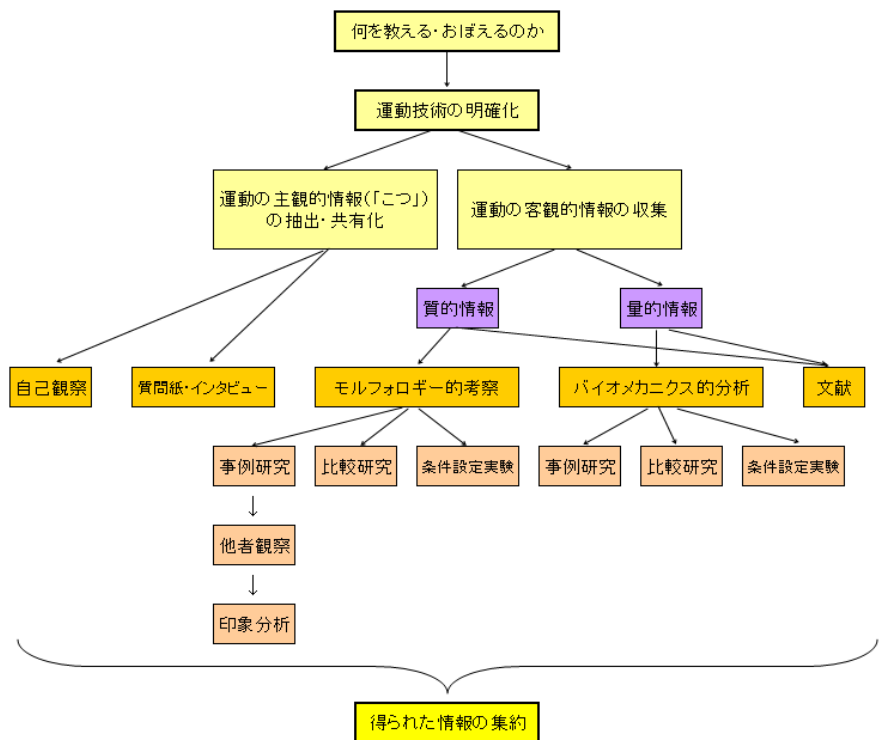 何を教える・おぼえるのか
運動技術の明確化
運動の主観的情報(「こつ」)
の抽出・共有化
運動の客観的情報の収集
質的情報
量的情報
自己観察
質問紙・インタビュー
モルフォロギー的考察
バイオメカニクス的分析
文献
事例研究
比較研究
条件設定実験
事例研究
比較研究
条件設定実験
他者観察
印象分析
得られた情報の集約